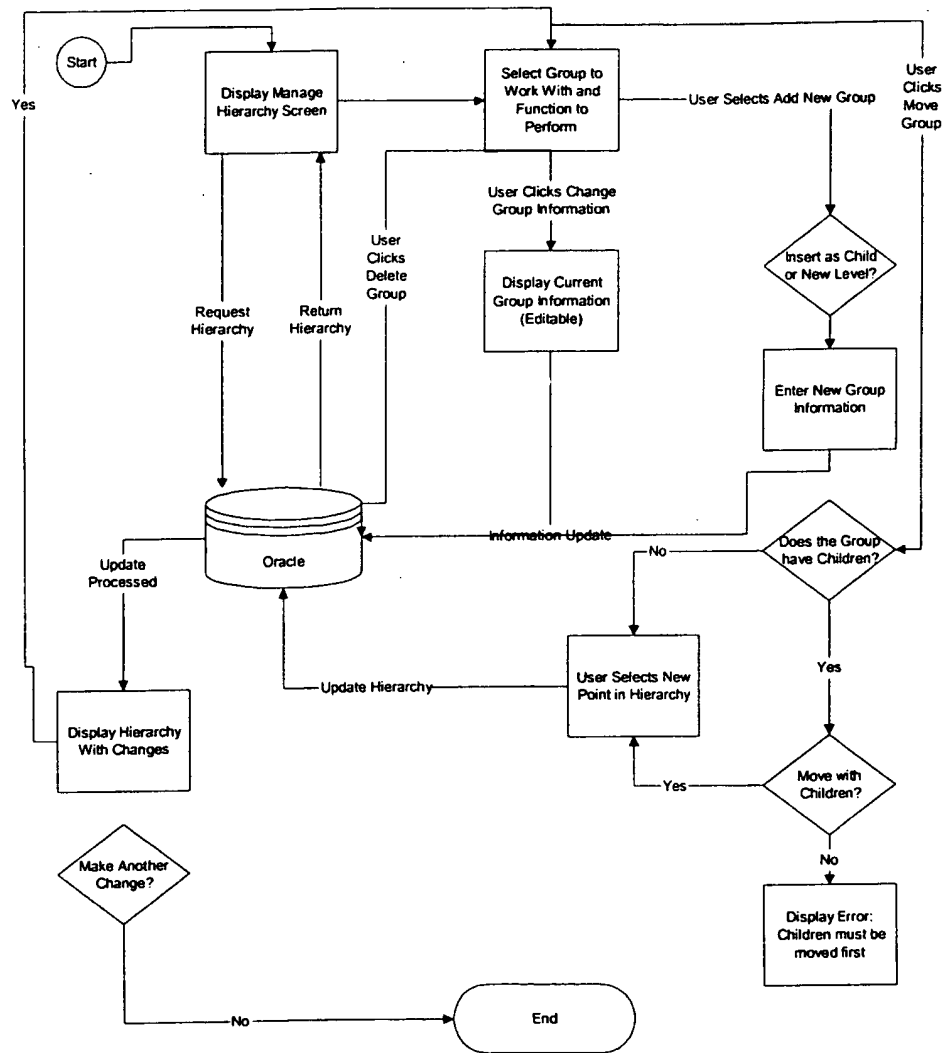 Start
Yes
Display Manage
Hierarchy Screen
Select Group to
Work With and
Function to
Perform
User Selects Add New Group
User
Clicks
Move
Group
User Clicks Change
Group Information
User
Clicks
Delete
Group
Insert as Child
or New Level?
Display Current
Group Information
(Editable)
Request
Hierarchy
Return
Hierarchy
Enter New Group
Information
Oracle
Information Update
Does the Group
have Children?
No
Update
Processed
Yes
Update Hierarchy
User Selects New
Point in Hierarchy
Display Hierarchy
With Changes
Yes
Move with
Children?
No
Make Another
Change?
Display Error:
Children must be
moved first
No
End